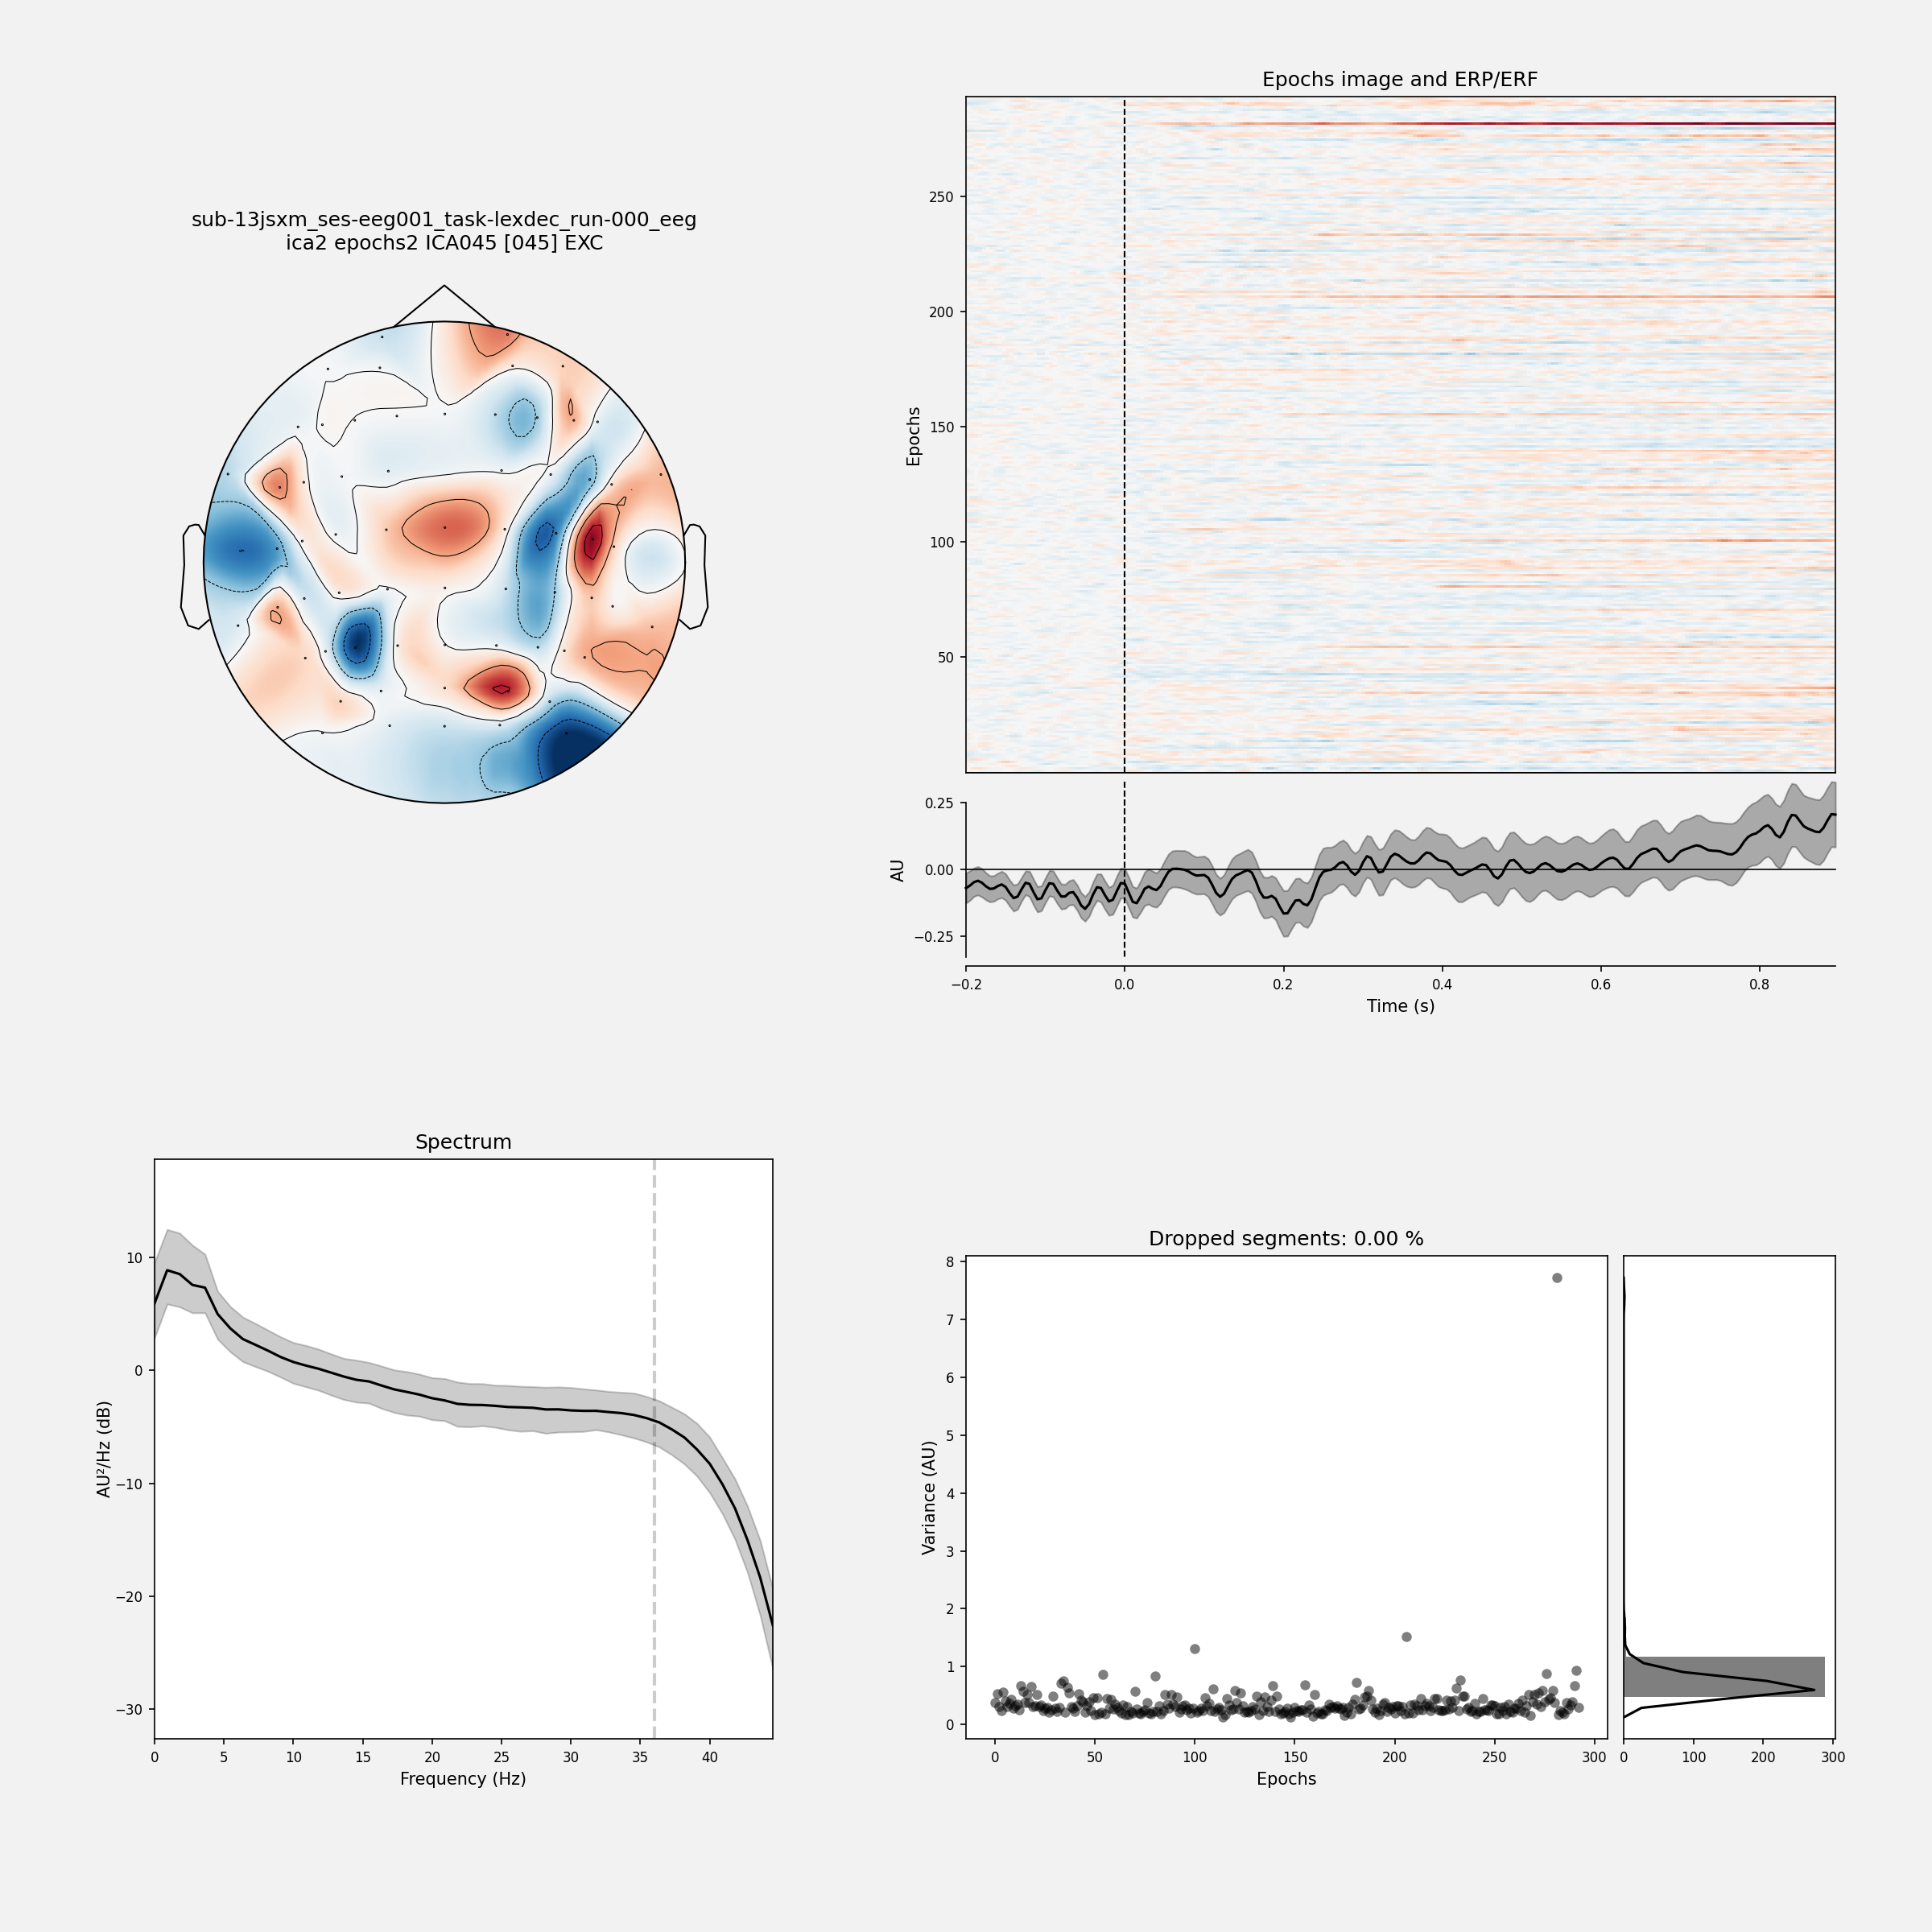 sub-13jsxm_ses-eeg001_task-lexdec_run-000_eeg
ica2 epochs2 ICA045 [045] EXC
Epochs image and ERP/ERF
Epochs
250
200
150
100
50
AU
0.25
0.00
−0.25
−0.2 0.0 0.2 0.4 0.6 0.8
Time (s)
Spectrum
AU²/Hz (dB)
10
0
−10
−20
−30
0 5 10 15 20 25 30 35 40
Frequency (Hz)
Dropped segments: 0.00 %
Variance (AU)
8
7
6
5
4
3
2
1
0
0 50 100 150 200 250 300
Epochs
0 100 200 300